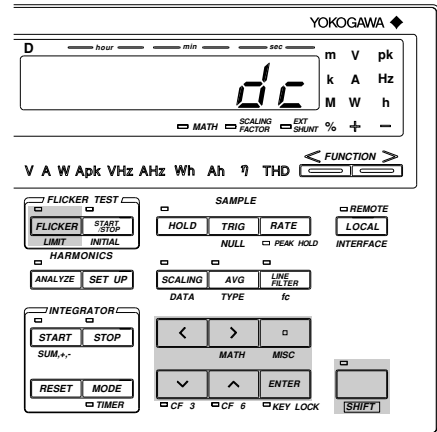 YOKOGAWA
D hour min sec
m V pk
k A Hz
dc
M W h
MATH SCALING FACTOR EXT SHUNT % + −
< FUNCTION >
V A W Apk VHz AHz Wh Ah η THD
FLICKER TEST SAMPLE
REMOTE
FLICKER START/STOP HOLD TRIG RATE LOCAL
LIMIT INITIAL NULL PEAK HOLD INTERFACE
HARMONICS
ANALYZE SET UP SCALING AVG LINE FILTER
DATA TYPE fc
INTEGRATOR
START STOP
SUM,+,- MATH MISC
RESET MODE ENTER
TIMER CF 3 CF 6 KEY LOCK SHIFT